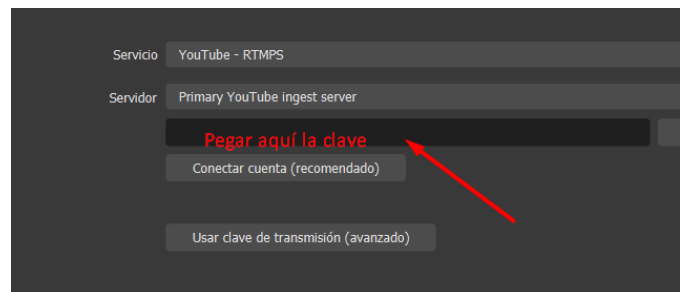 Servicio YouTube - RTMPS
Servidor Primary YouTube ingest server
Pegar aquí la clave
Conectar cuenta (recomendado)
Usar clave de transmisión (avanzado)